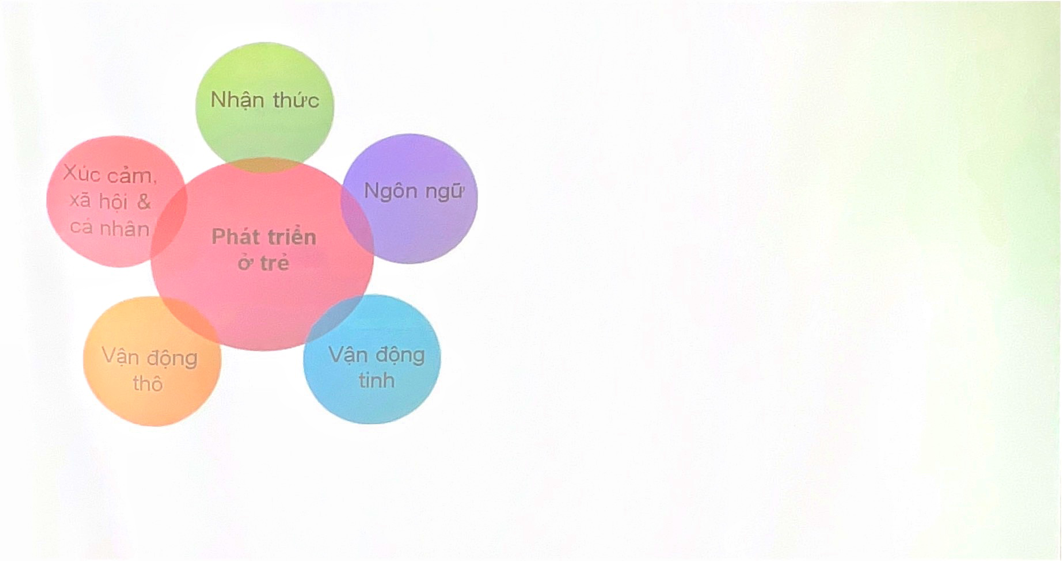 Nhận thức
Xúc cảm,
xã hội &
cá nhân
Ngôn ngữ
Phát triển
ở trẻ
Vận động
thô
Vận động
tinh